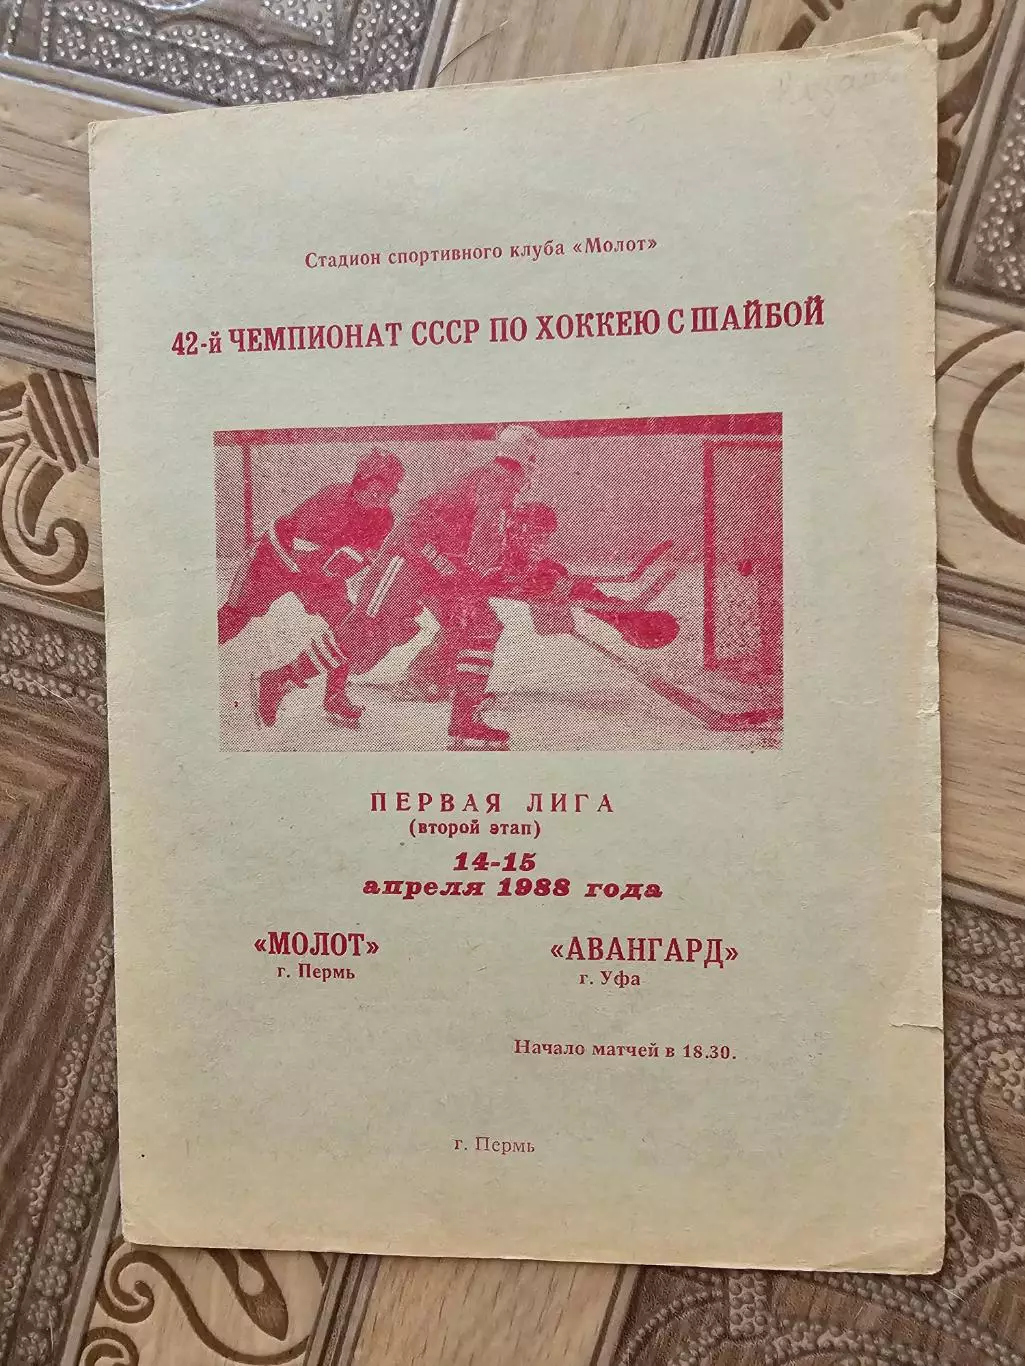 Стадион спортивного клуба «Молот»
42-й ЧЕМПИОНАТ СССР ПО ХОККЕЮ С ШАЙБОЙ
ПЕРВАЯ ЛИГА
(второй этап)
14-15
апреля 1988 года
«МОЛОТ»
г. Пермь
«АВАНГАРД»
г. Уфа
Начало матчей в 18.30.
г. Пермь